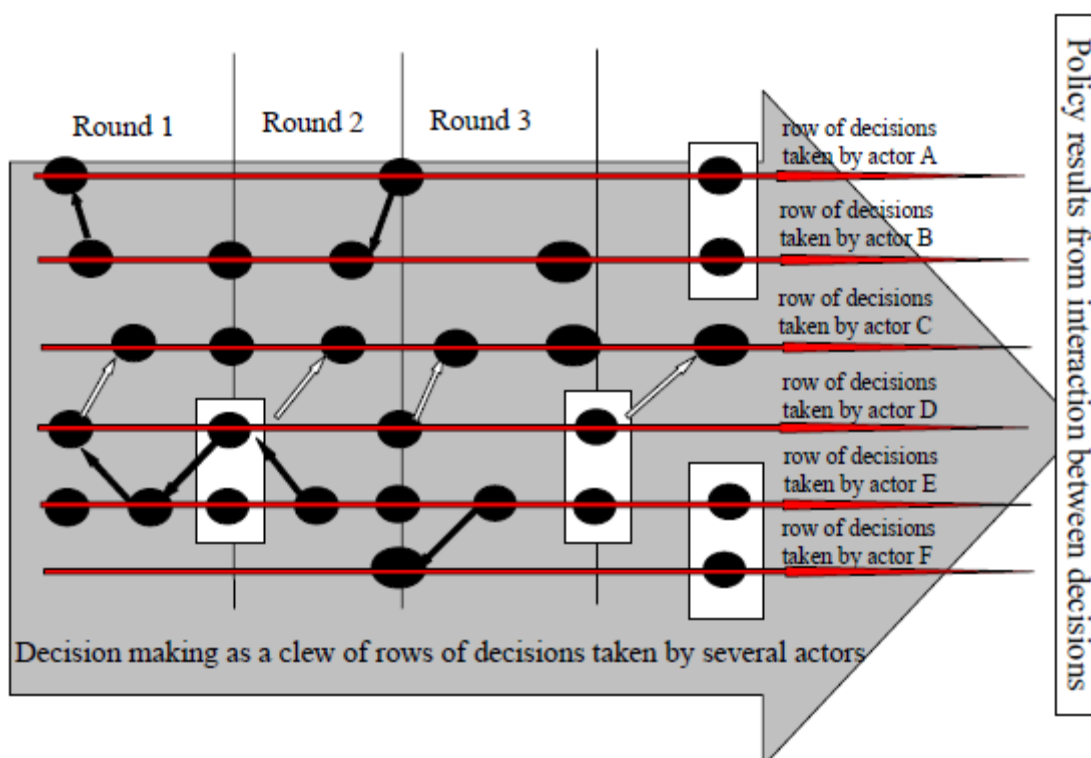 Round 1
Round 2
Round 3
row of decisions
taken by actor A
row of decisions
taken by actor B
row of decisions
taken by actor C
row of decisions
taken by actor D
row of decisions
taken by actor E
row of decisions
taken by actor F
Decision making as a clew of rows of decisions taken by several actors
Policy results from interaction between decisions